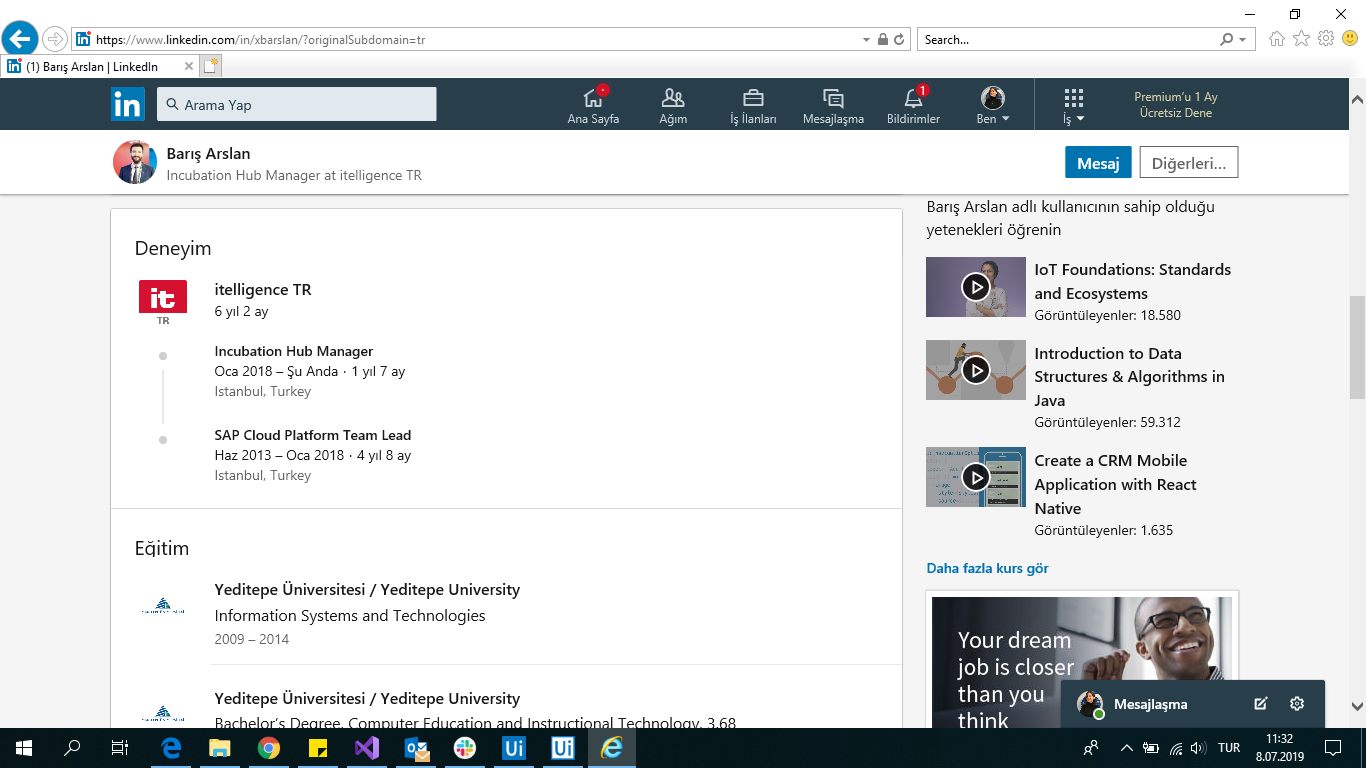 https://www.linkedin.com/in/xbarslan/?originalSubdomain=tr
Search...
(1) Barış Arslan | LinkedIn
in
Arama Yap
Ana Sayfa
Ağım
İş İlanları
Mesajlaşma
1
Bildirimler
Ben
İş
Premium'u 1 Ay
Ücretsiz Dene
Barış Arslan
Incubation Hub Manager at itelligence TR
Mesaj
Diğerleri...
Deneyim
it
TR
itelligence TR
6 yıl 2 ay
Incubation Hub Manager
Oca 2018 – Şu Anda · 1 yıl 7 ay
Istanbul, Turkey
SAP Cloud Platform Team Lead
Haz 2013 – Oca 2018 · 4 yıl 8 ay
Istanbul, Turkey
Eğitim
Yeditepe Üniversitesi / Yeditepe University
Information Systems and Technologies
2009 – 2014
Yeditepe Üniversitesi / Yeditepe University
Bachelor's Degree, Computer Education and Instructional Technology, 3.68
Barış Arslan adlı kullanıcının sahip olduğu
yetenekleri öğrenin
IoT Foundations: Standards
and Ecosystems
Görüntüleyenler: 18.580
Introduction to Data
Structures & Algorithms in
Java
Görüntüleyenler: 59.312
Create a CRM Mobile
Application with React
Native
Görüntüleyenler: 1.635
Daha fazla kurs gör
Your dream
job is closer
than you
think
Mesajlaşma
Ui
Ui
TUR
11:32
8.07.2019